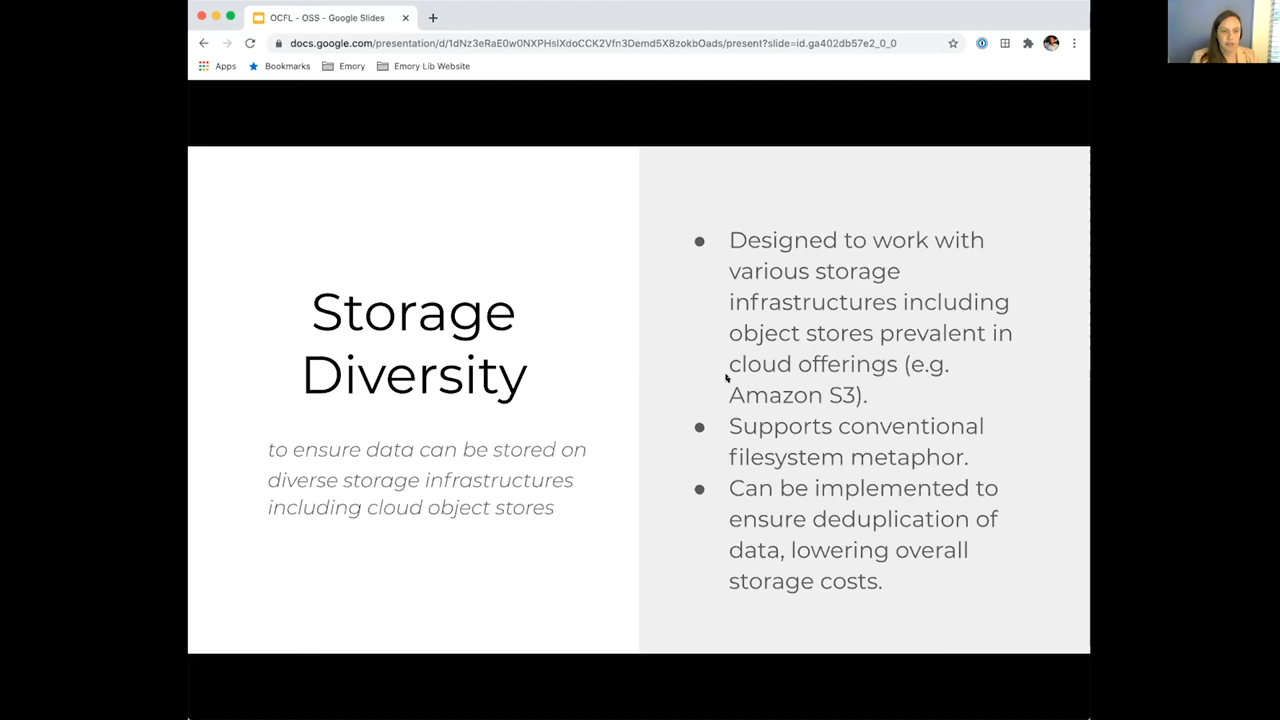 OCFL - OSS - Google Slides
docs.google.com/presentation/d/1dNz3eRaE0w0NXPHsIXdoCCK2Vfn3Demd5X8zokbOads/present?slide=id.ga402db57e2_0_0
Apps Bookmarks Emory Emory Lib Website
Storage
Diversity
to ensure data can be stored on
diverse storage infrastructures
including cloud object stores
● Designed to work with
various storage
infrastructures including
object stores prevalent in
cloud offerings (e.g.
Amazon S3).
● Supports conventional
filesystem metaphor.
● Can be implemented to
ensure deduplication of
data, lowering overall
storage costs.